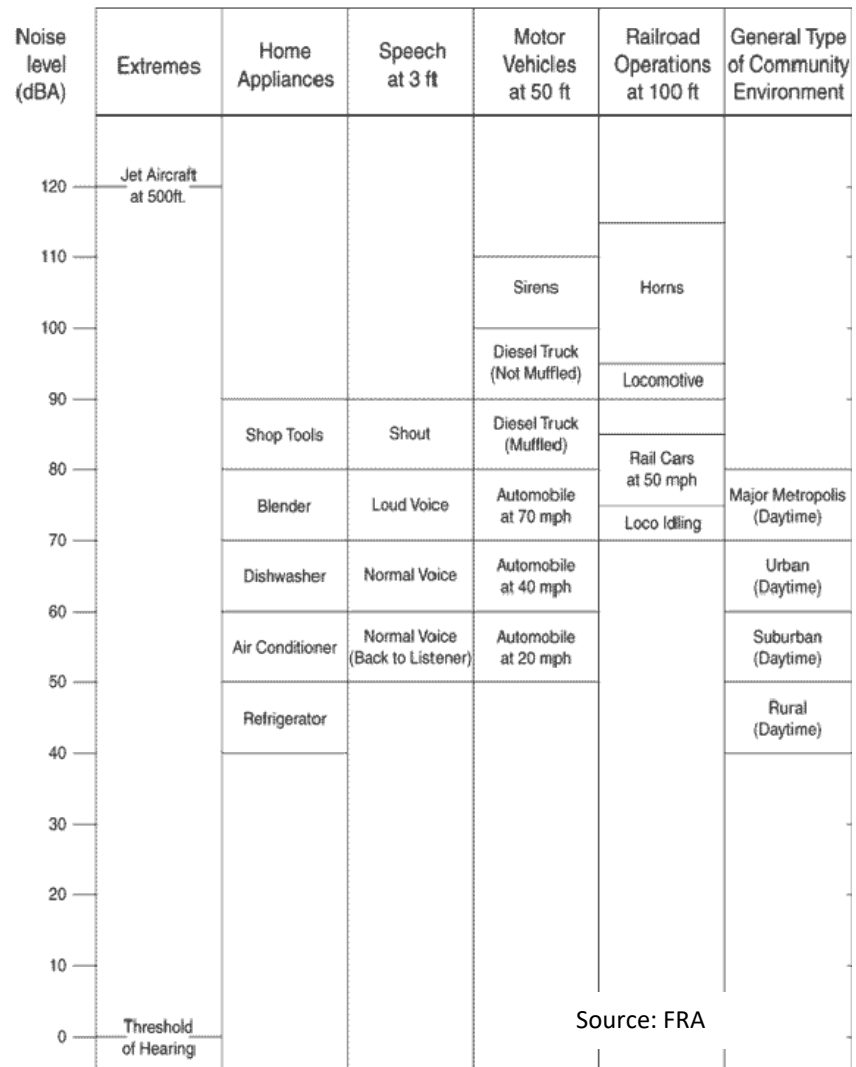 Noise
level
(dBA)
Extremes
Home
Appliances
Speech
at 3 ft
Motor
Vehicles
at 50 ft
Railroad
Operations
at 100 ft
General Type
of Community
Environment
120
110
100
90
80
70
60
50
40
30
20
10
0
Jet Aircraft
at 500ft.
Threshold
of Hearing
Shop Tools
Blender
Dishwasher
Air Conditioner
Refrigerator
Shout
Loud Voice
Normal Voice
Normal Voice
(Back to Listener)
Sirens
Diesel Truck
(Not Muffled)
Diesel Truck
(Muffled)
Automobile
at 70 mph
Automobile
at 40 mph
Automobile
at 20 mph
Horns
Locomotive
Rail Cars
at 50 mph
Loco Idling
Major Metropolis
(Daytime)
Urban
(Daytime)
Suburban
(Daytime)
Rural
(Daytime)
Source: FRA